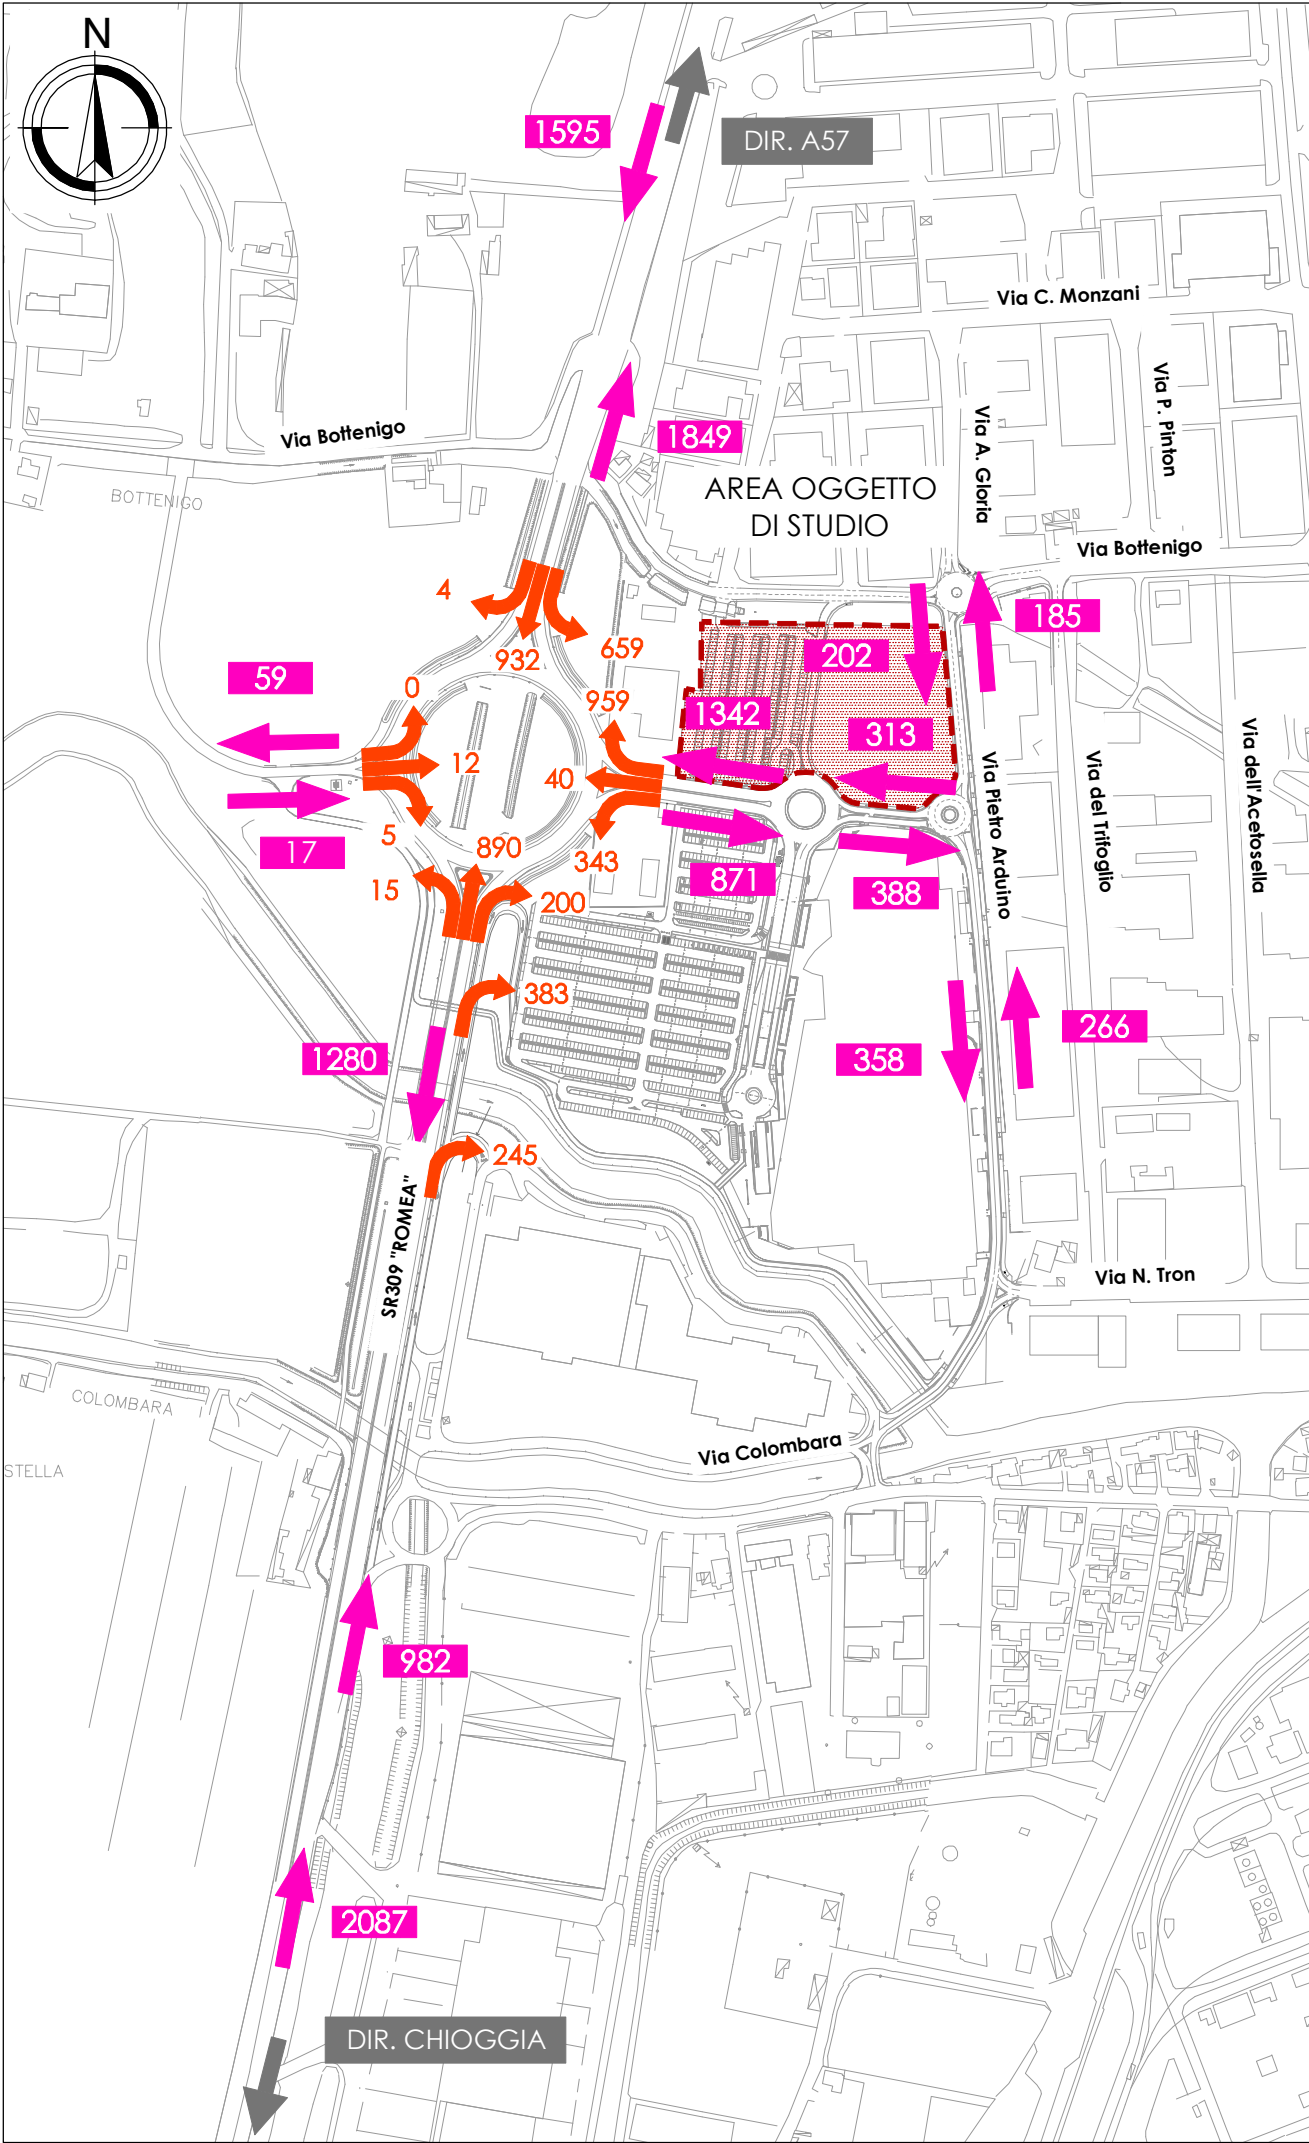 N
1595
DIR. A57
Via C. Monzani
Via P. Pinton
Via Bottenigo
1849
Via A. Gloria
BOTTENIGO
AREA OGGETTO
DI STUDIO
Via Bottenigo
4
932
659
185
202
59
0
959
1342
313
12
40
Via Pietro Arduino
Via del Trifoglio
Via dell'Acetosella
17
5
890
343
871
388
15
200
383
1280
358
266
245
SR309 "ROMEA"
Via N. Tron
COLOMBARA
Via Colombara
STELLA
982
2087
DIR. CHIOGGIA